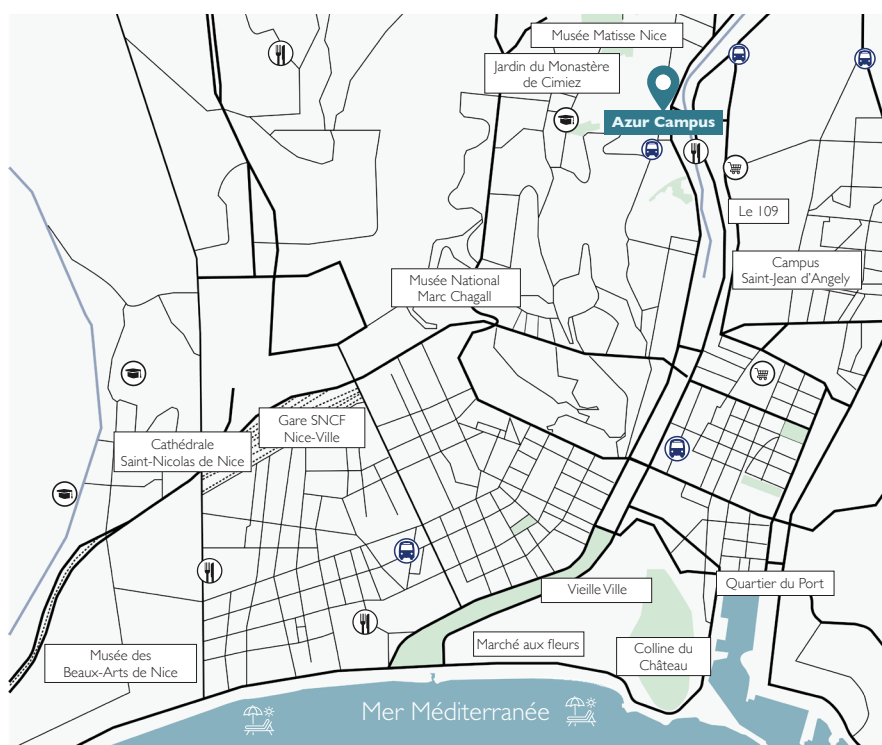 Musée Matisse Nice
Jardin du Monastère
de Cimiez
Azur Campus
Le 109
Campus
Saint-Jean d'Angely
Musée National
Marc Chagall
Gare SNCF
Nice-Ville
Cathédrale
Saint-Nicolas de Nice
Vieille Ville
Quartier du Port
Marché aux fleurs
Colline du
Château
Musée des
Beaux-Arts de Nice
Mer Méditerranée